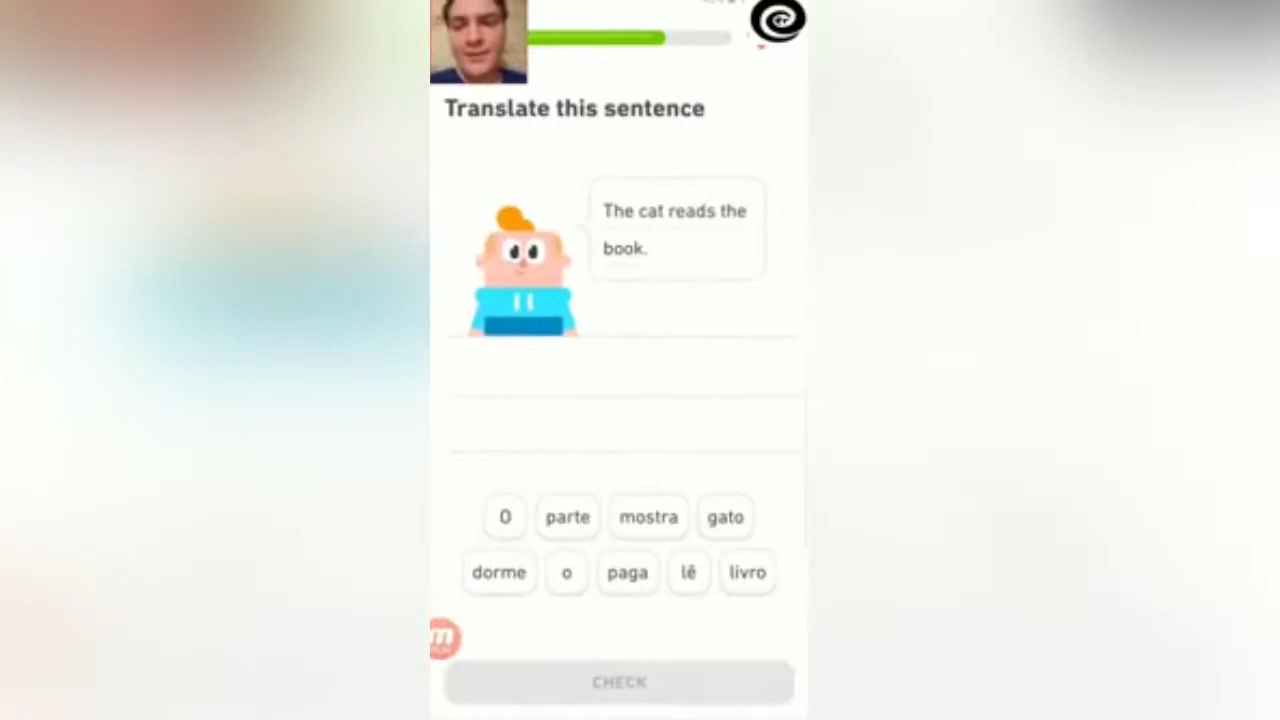 Translate this sentence
The cat reads the
book.
O parte mostra gato
dorme o paga lê livro
CHECK